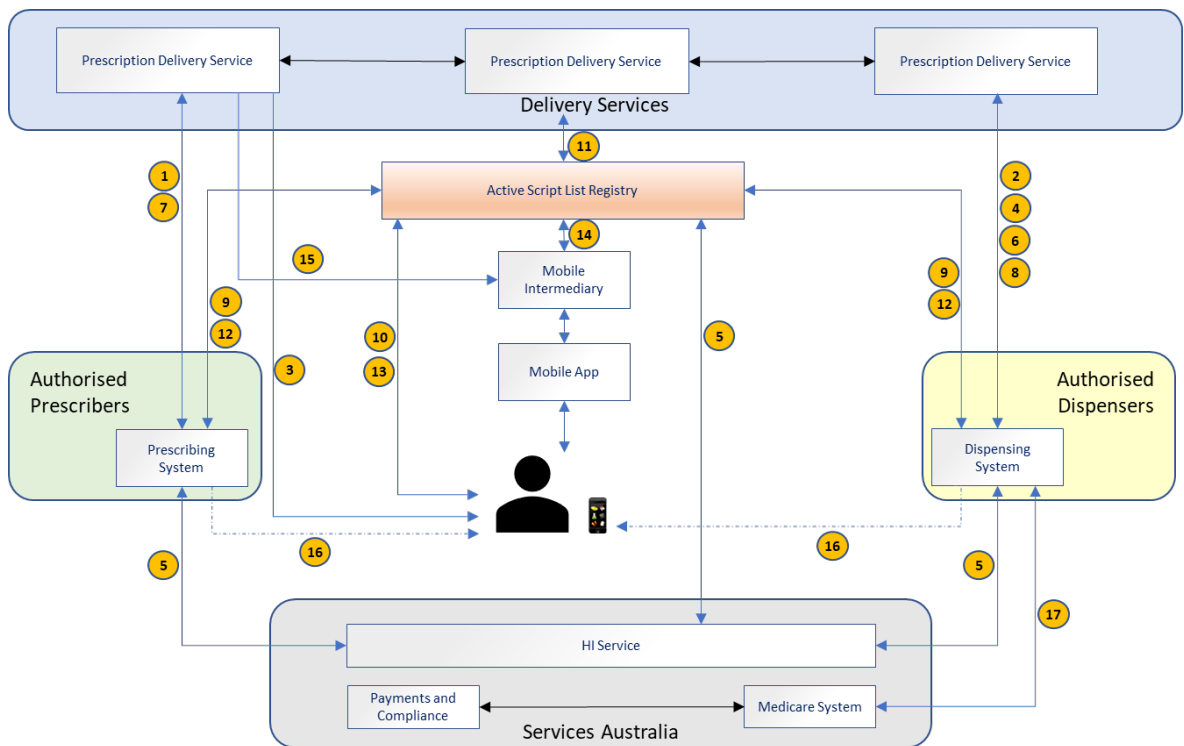 Prescription Delivery Service
Prescription Delivery Service
Prescription Delivery Service
Delivery Services
11
1
7
2
4
6
8
Active Script List Registry
14
15
Mobile
Intermediary
9
12
9
12
10
13
5
3
Mobile App
Authorised
Prescribers
Authorised
Dispensers
Prescribing
System
Dispensing
System
16
16
5
5
17
HI Service
Payments and
Compliance
Medicare System
Services Australia